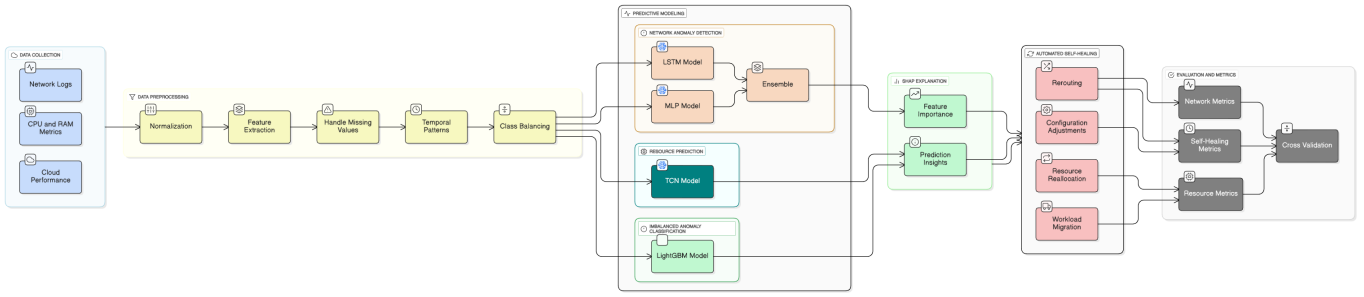 DATA COLLECTION
Network Logs
CPU and RAM
Metrics
Cloud
Performance
DATA PREPROCESSING
Normalization
Feature
Extraction
Handle Missing
Values
Temporal
Patterns
Class Balancing
PREDICTIVE MODELING
NETWORK ANOMALY DETECTION
LSTM Model
MLP Model
Ensemble
RESOURCE PREDICTION
TCN Model
IMBALANCED ANOMALY
CLASSIFICATION
LightGBM Model
SHAP EXPLANATION
Feature
Importance
Prediction
Insights
AUTOMATED SELF-HEALING
Rerouting
Configuration
Adjustments
Resource
Reallocation
Workload
Migration
EVALUATION AND METRICS
Network Metrics
Self-Healing
Metrics
Resource Metrics
Cross Validation